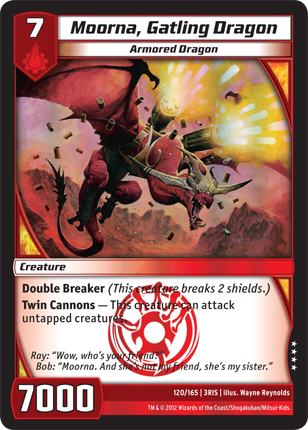 7
Moorna, Gatling Dragon
Armored Dragon
Creature
Double Breaker (This creature breaks 2 shields.)
Twin Cannons — This creature can attack
untapped creatures.
Ray: "Wow, who's your friend?"
Bob: "Moorna. And she's not my friend, she's my sister."
7000
120/165 | 3RIS | illus. Wayne Reynolds
TM & © 2012 Wizards of the Coast/Shogakukan/Mitsui-Kids.